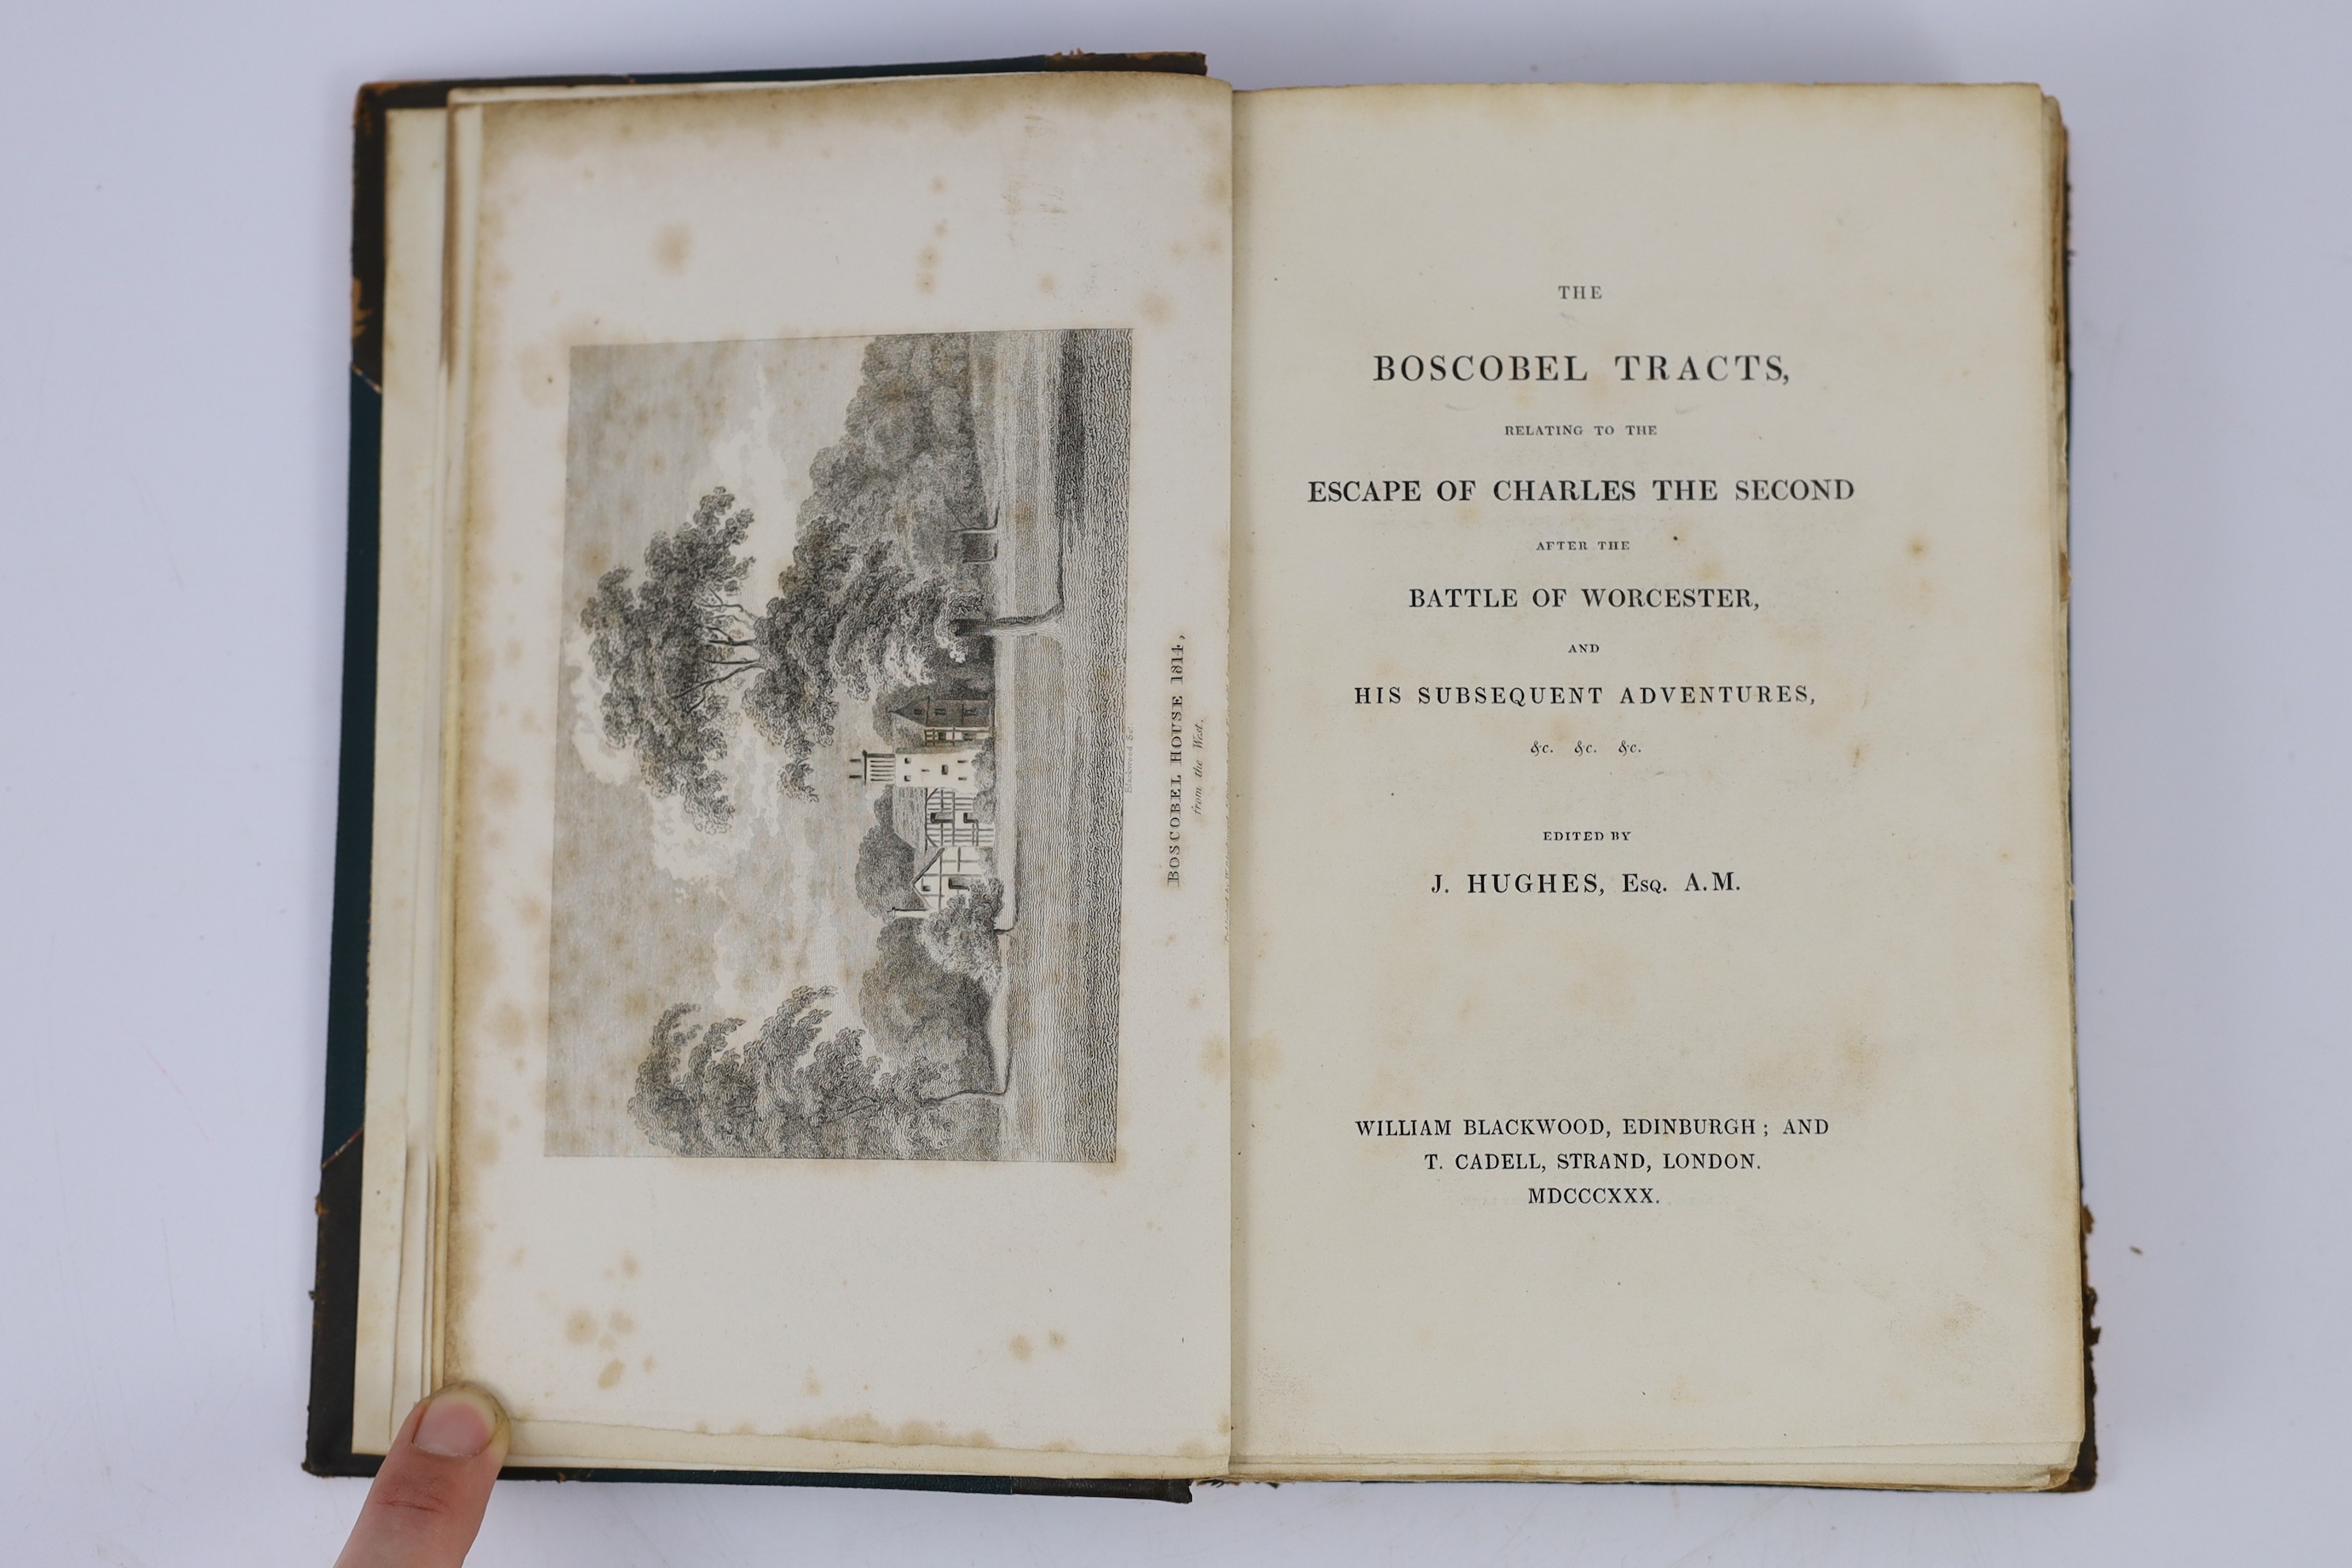 BOSCOBEL HOUSE 1814,
from the West.
THE
BOSCOBEL TRACTS,
RELATING TO THE
ESCAPE OF CHARLES THE SECOND
AFTER THE
BATTLE OF WORCESTER,
AND
HIS SUBSEQUENT ADVENTURES,
&c. &c. &c.
EDITED BY
J. HUGHES, Esq. A.M.
WILLIAM BLACKWOOD, EDINBURGH; AND
T. CADELL, STRAND, LONDON.
MDCCCXXX.